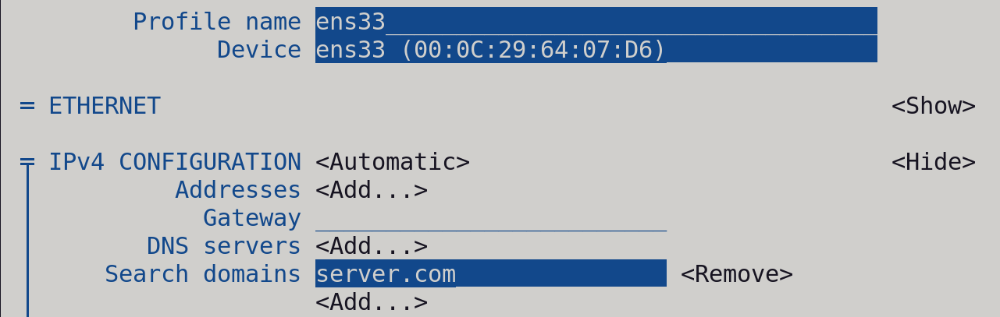 Profile name ens33
Device ens33 (00:0C:29:64:07:D6)
= ETHERNET <Show>
= IPv4 CONFIGURATION <Automatic> <Hide>
Addresses <Add...>
Gateway
DNS servers <Add...>
Search domains server.com <Remove>
<Add...>